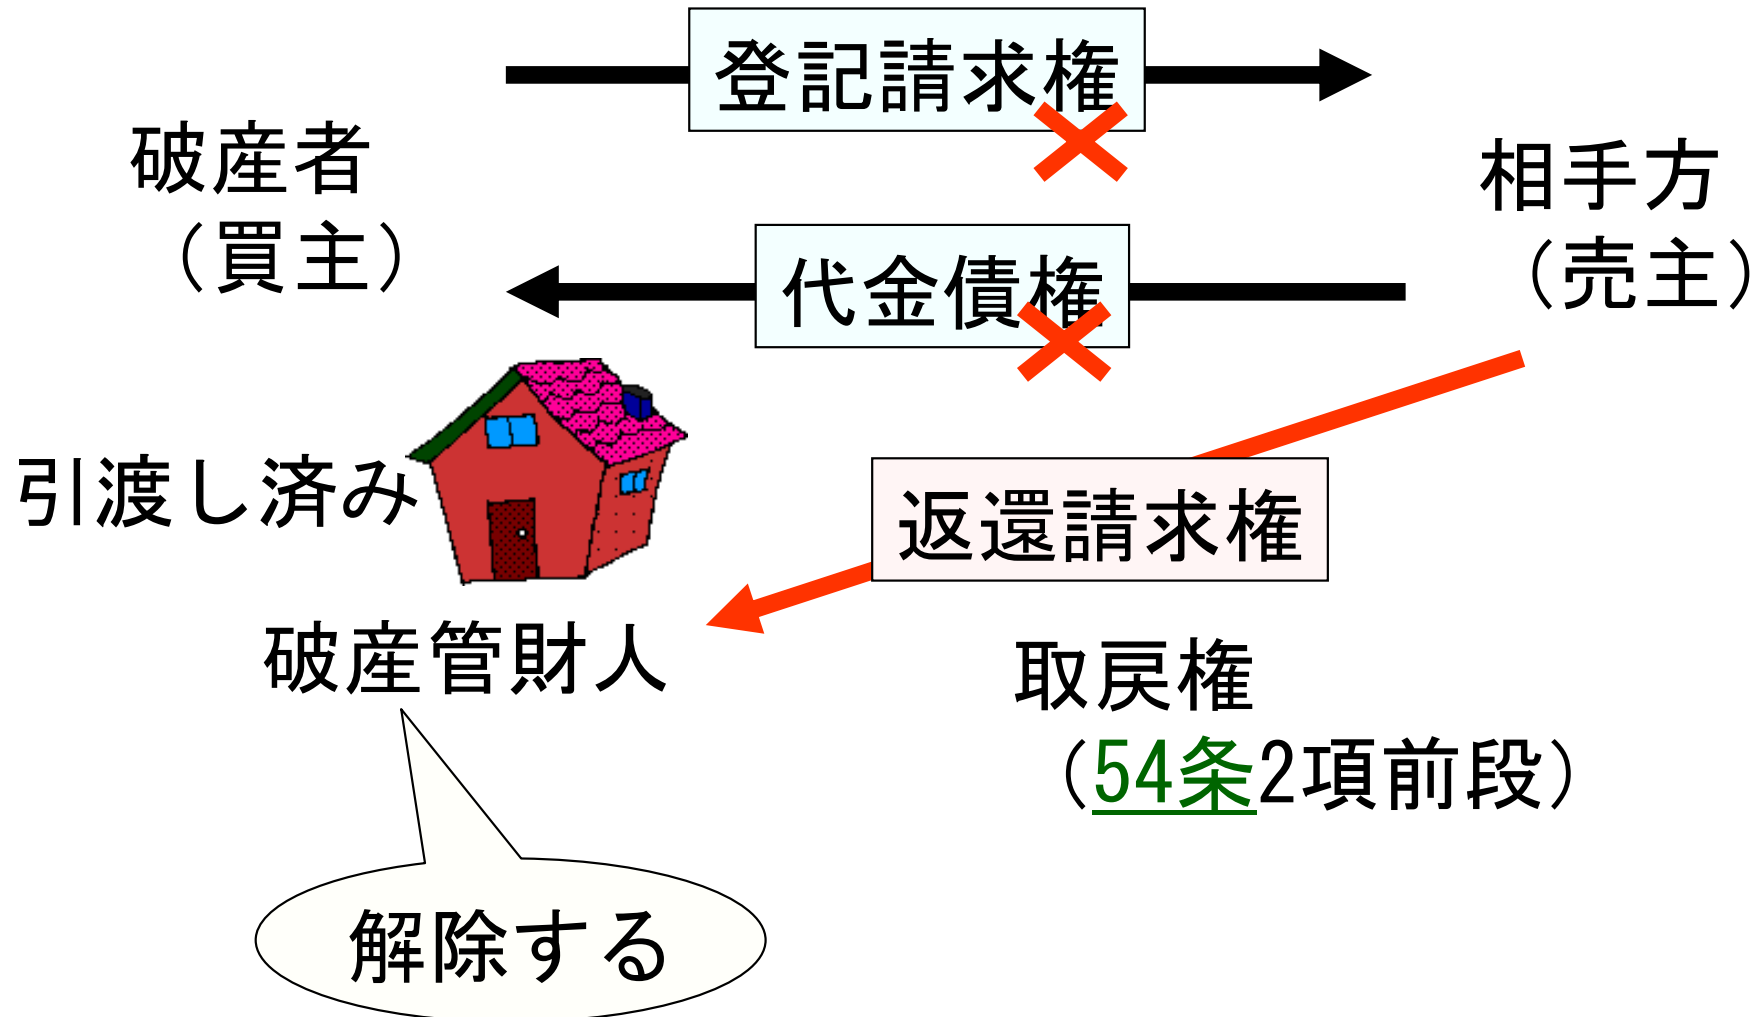 登記請求権
破産者
（買主）
相手方
（売主）
代金債権
引渡し済み
返還請求権
破産管財人
取戻権
（54条2項前段）
解除する